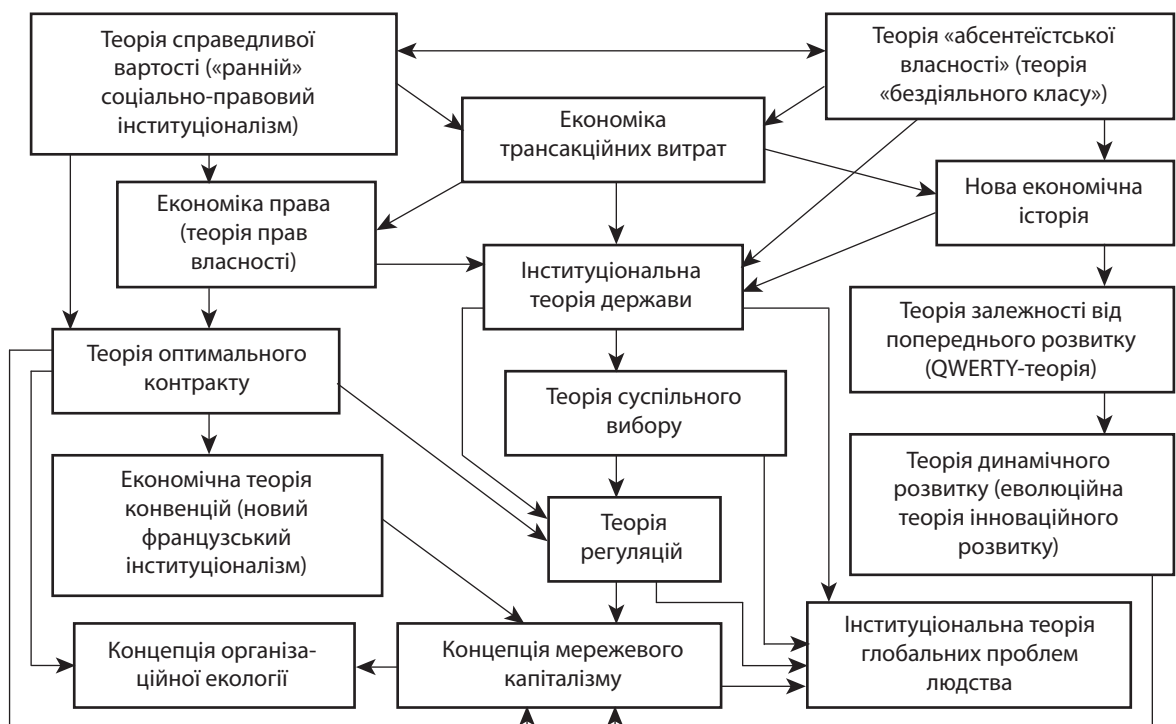 Теорія справедливої
вартості («ранній»
соціально-правовий
інституціоналізм)
Теорія «абсентеїстської
власності» (теорія
«бездіяльного класу»)
Економіка
трансакційних витрат
Економіка права
(теорія прав
власності)
Нова економічна
історія
Інституціональна
теорія держави
Теорія залежності від
попереднього розвитку
(QWERTY-теорія)
Теорія оптимального
контракту
Теорія суспільного
вибору
Економічна теорія
конвенцій (новий
французський
інституціоналізм)
Теорія динамічного
розвитку (еволюційна
теорія інноваційного
розвитку)
Теорія
регуляцій
Концепція організа-
ційної екології
Концепція мережевого
капіталізму
Інституціональна теорія
глобальних проблем
людства